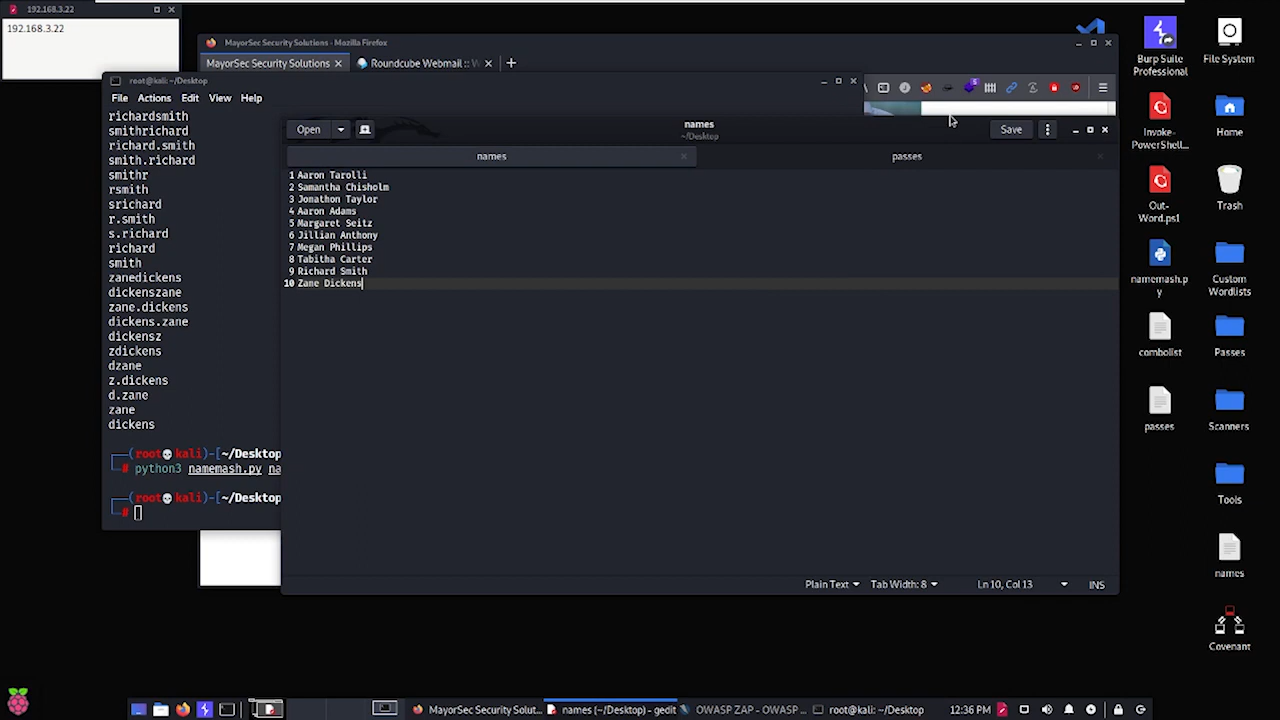 192.168.3.22
192.168.3.22
MayorSec Security Solutions - Mozilla Firefox
MayorSec Security Solutions
Roundcube Webmail ::
root@kali: ~/Desktop
File Actions Edit View Help
richardsmith
smithrichard
richard.smith
smith.richard
smithr
rsmith
srichard
r.smith
s.richard
richard
smith
zanedickens
dickenszane
zane.dickens
dickens.zane
dickensz
zdickens
dzane
z.dickens
d.zane
zane
dickens
(root💀kali)-[~/Desktop
# python3 namemash.py na
(root💀kali)-[~/Desktop
#
Open
names
~/Desktop
Save
names
passes
1 Aaron Tarolli
2 Samantha Chisholm
3 Jonathon Taylor
4 Aaron Adams
5 Margaret Seitz
6 Jillian Anthony
7 Megan Phillips
8 Tabitha Carter
9 Richard Smith
10 Zane Dickens
Plain Text
Tab Width: 8
Ln 10, Col 13
INS
5
Burp Suite
Professional
File System
Invoke-
PowerShell...
Home
Out-
Word.ps1
Trash
namemash.p
y
Custom
Wordlists
combolist
Passes
passes
Scanners
Tools
names
Covenant
MayorSec Security Solut...
names (~/Desktop) - gedit
OWASP ZAP - OWASP ...
root@kali: ~/Desktop
12:36 PM